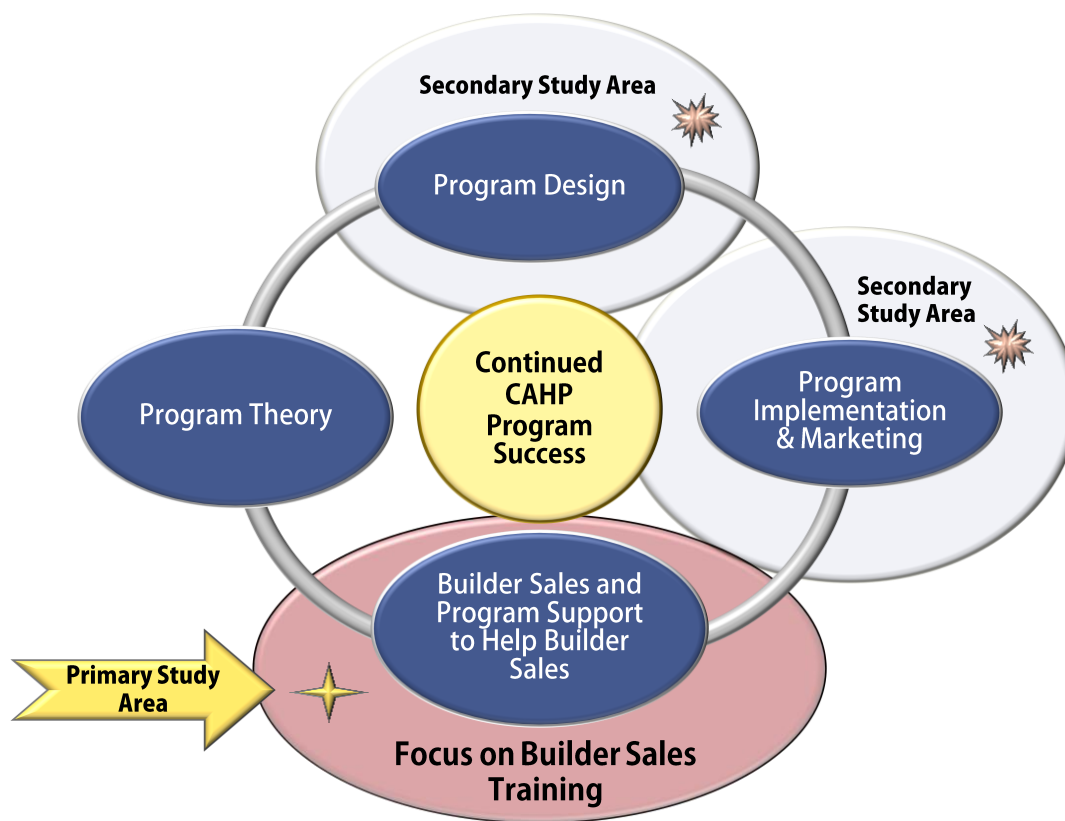 Secondary Study Area
Program Design
Secondary
Study Area
Continued
CAHP
Program
Success
Program Theory
Program
Implementation
& Marketing
Builder Sales and
Program Support
to Help Builder
Sales
Primary Study
Area
Focus on Builder Sales
Training